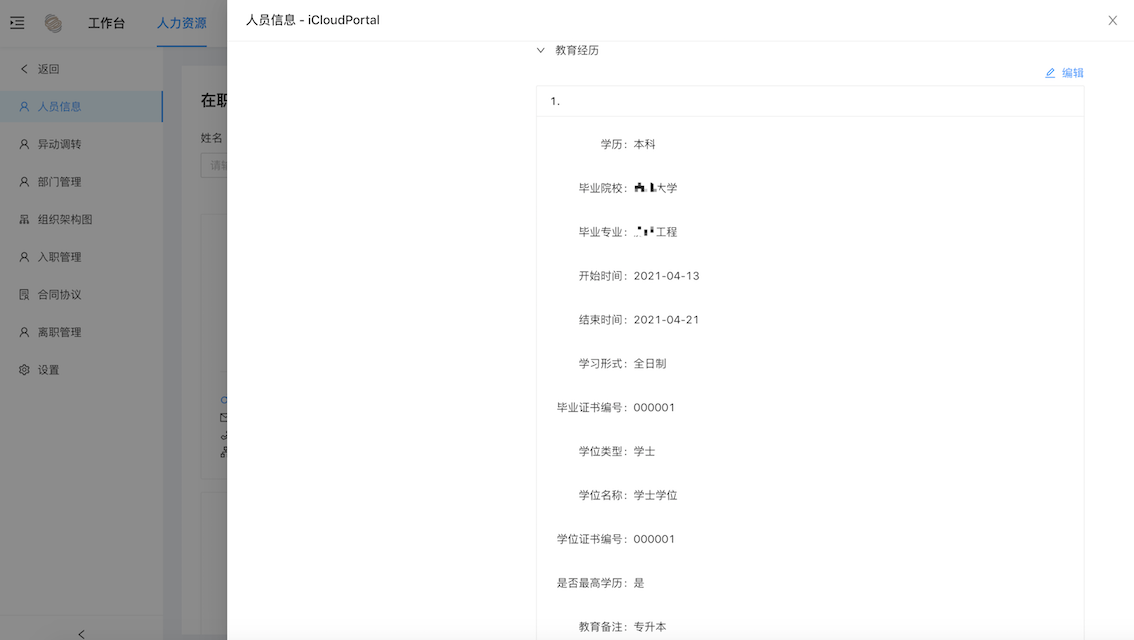 工作台
人力资源
人员信息 - iCloudPortal
返回
人员信息
异动调转
部门管理
组织架构图
入职管理
合同协议
离职管理
设置
在职
姓名
请输
教育经历
编辑
1.
学历: 本科
毕业院校: 大学
毕业专业: 工程
开始时间: 2021-04-13
结束时间: 2021-04-21
学习形式: 全日制
毕业证书编号: 000001
学位类型: 学士
学位名称: 学士学位
学位证书编号: 000001
是否最高学历: 是
教育备注: 专升本